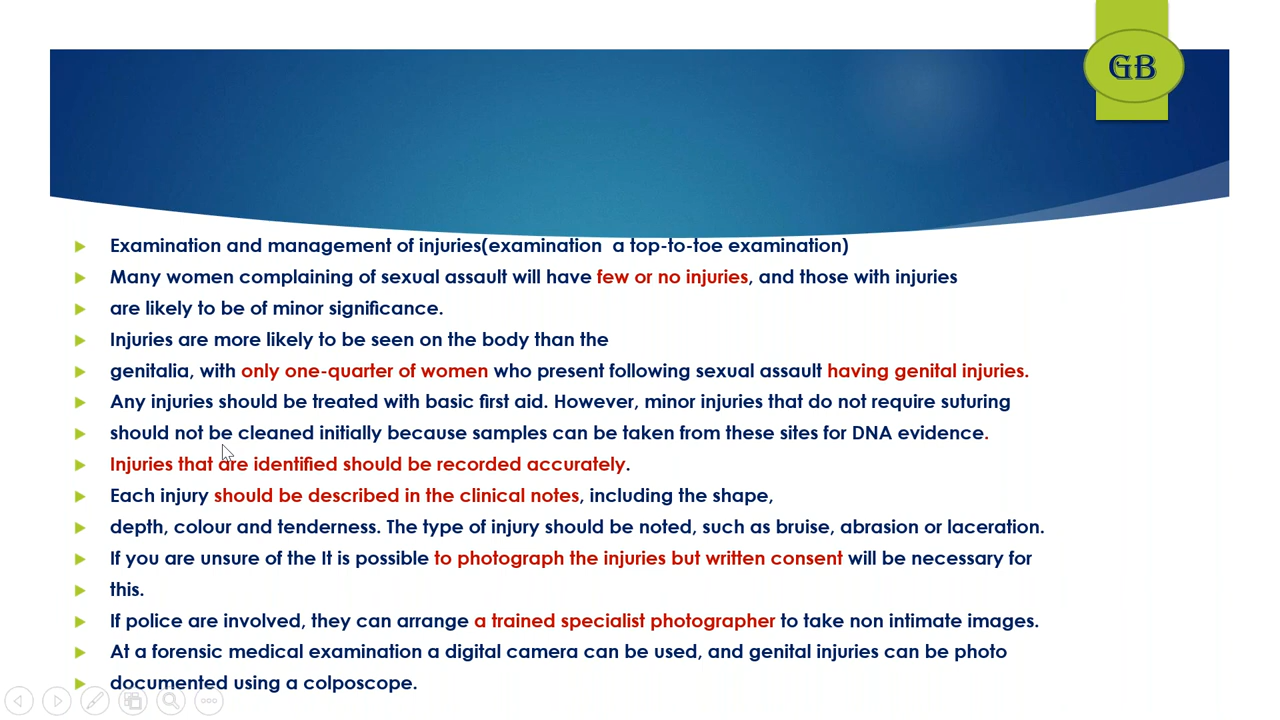 GB
Examination and management of injuries(examination a top-to-toe examination)
Many women complaining of sexual assault will have few or no injuries, and those with injuries
are likely to be of minor significance.
Injuries are more likely to be seen on the body than the
genitalia, with only one-quarter of women who present following sexual assault having genital injuries.
Any injuries should be treated with basic first aid. However, minor injuries that do not require suturing
should not be cleaned initially because samples can be taken from these sites for DNA evidence.
Injuries that are identified should be recorded accurately.
Each injury should be described in the clinical notes, including the shape,
depth, colour and tenderness. The type of injury should be noted, such as bruise, abrasion or laceration.
If you are unsure of the It is possible to photograph the injuries but written consent will be necessary for
this.
If police are involved, they can arrange a trained specialist photographer to take non intimate images.
At a forensic medical examination a digital camera can be used, and genital injuries can be photo
documented using a colposcope.